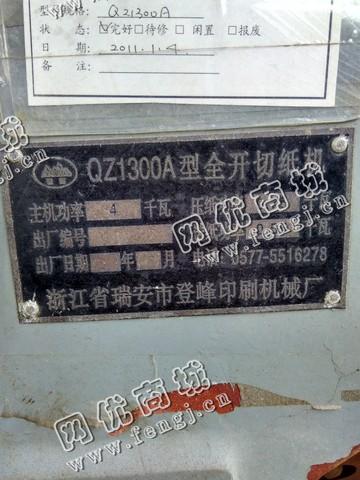 型号规格: QZ1300A
状态: ☑完好 □待修 □ 闲置 □报废
日期: 2011.1.4
备注:
QZ1300A型全开切纸机
主机功率 4 千瓦 压
千瓦
出厂编号
出厂日期 年 月 0577-5516278
浙江省瑞安市登峰印刷机械厂
网优商城
www.fengj.cn
网优商城
www.fengj.cn
网优商城
www.fengj.cn